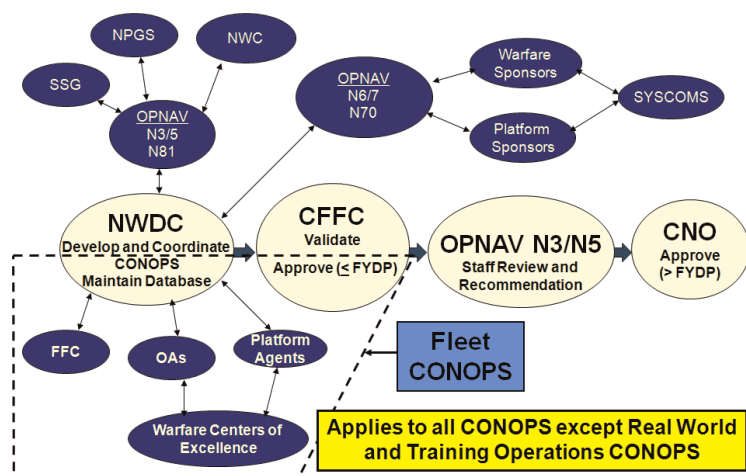 NPGS
NWC
SSG
OPNAV
N3/5
N81
OPNAV
N6/7
N70
Warfare
Sponsors
SYSCOMS
Platform
Sponsors
NWDC
Develop and Coordinate
CONOPS
Maintain Database
CFFC
Validate
Approve (≤ FYDP)
OPNAV N3/N5
Staff Review and
Recommendation
CNO
Approve
(> FYDP)
FFC
OAs
Platform
Agents
Warfare Centers of
Excellence
Fleet
CONOPS
Applies to all CONOPS except Real World
and Training Operations CONOPS